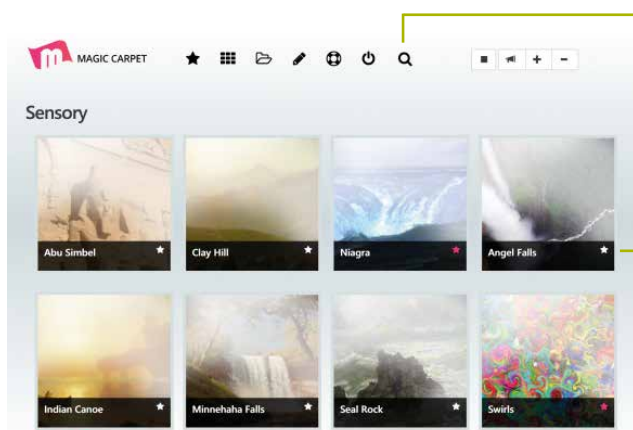 m MAGIC CARPET
Sensory
Abu Simbel
Clay Hill
Niagra
Angel Falls
Indian Canoe
Minnehaha Falls
Seal Rock
Swirls